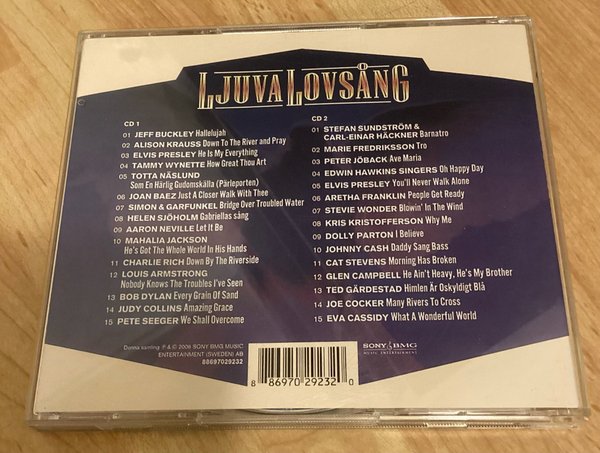 LJUVA LOVSÅNG
CD 1
01 JEFF BUCKLEY Hallelujah
02 ALISON KRAUSS Down To The River and Pray
03 ELVIS PRESLEY He Is My Everything
04 TAMMY WYNETTE How Great Thou Art
05 TOTTA NÄSLUND
Som En Härlig Gudomskälla (Pärleporten)
06 JOAN BAEZ Just A Closer Walk With Thee
07 SIMON & GARFUNKEL Bridge Over Troubled Water
08 HELEN SJÖHOLM Gabriellas sång
09 AARON NEVILLE Let It Be
10 MAHALIA JACKSON
He's Got The Whole World In His Hands
11 CHARLIE RICH Down By The Riverside
12 LOUIS ARMSTRONG
Nobody Knows The Troubles I've Seen
13 BOB DYLAN Every Grain Of Sand
14 JUDY COLLINS Amazing Grace
15 PETE SEEGER We Shall Overcome
CD 2
01 STEFAN SUNDSTRÖM &
CARL-EINAR HÄCKNER Barnatro
02 MARIE FREDRIKSSON Tro
03 PETER JÖBACK Ave Maria
04 EDWIN HAWKINS SINGERS Oh Happy Day
05 ELVIS PRESLEY You'll Never Walk Alone
06 ARETHA FRANKLIN People Get Ready
07 STEVIE WONDER Blowin' In The Wind
08 KRIS KRISTOFFERSON Why Me
09 DOLLY PARTON I Believe
10 JOHNNY CASH Daddy Sang Bass
11 CAT STEVENS Morning Has Broken
12 GLEN CAMPBELL He Ain't Heavy, He's My Brother
13 TED GÄRDESTAD Himlen Är Oskyldigt Blå
14 JOE COCKER Many Rivers To Cross
15 EVA CASSIDY What A Wonderful World
Denna samling ℗ & © 2008 SONY BMG MUSIC
ENTERTAINMENT (SWEDEN) AB
88697029232
8 86970 29232 0
SONY BMG
MUSIC ENTERTAINMENT